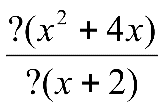 ?(x² + 4x)
?(x + 2)